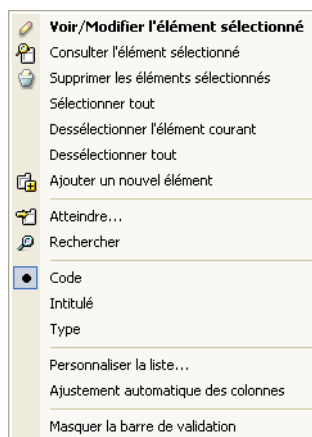 Voir/Modifier l'élément sélectionné
Consulter l'élément sélectionné
Supprimer les éléments sélectionnés
Sélectionner tout
Dessélectionner l'élément courant
Dessélectionner tout
Ajouter un nouvel élément
Atteindre...
Rechercher
Code
Intitulé
Type
Personnaliser la liste...
Ajustement automatique des colonnes
Masquer la barre de validation